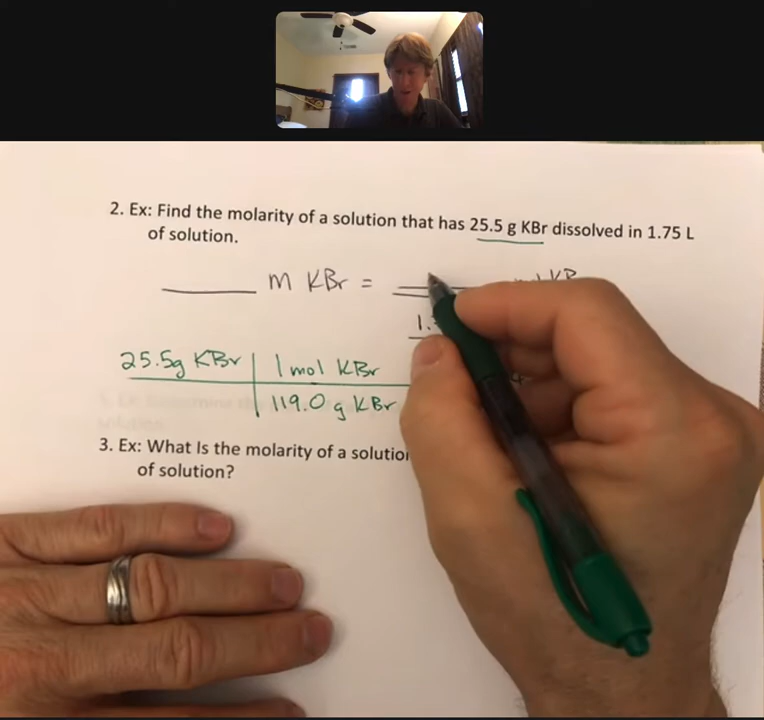 2. Ex: Find the molarity of a solution that has 25.5 g KBr dissolved in 1.75 L
of solution.
M KBr =
1.
25.5g KBr | 1 mol KBr
119.0 g KBr
3. Ex: What Is the molarity of a solution
of solution?